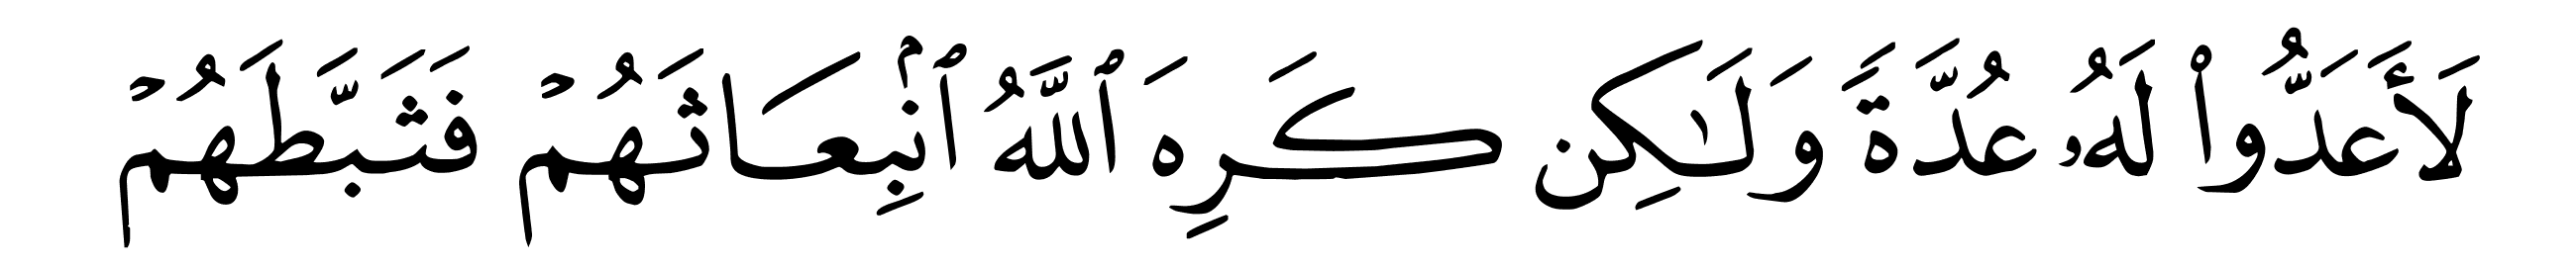 لَأَعَدُّوا۟ لَهُۥ عُدَّةً وَلَـٰكِن كَرِهَ ٱللَّهُ ٱنۢبِعَاثَهُمْ فَثَبَّطَهُمْ